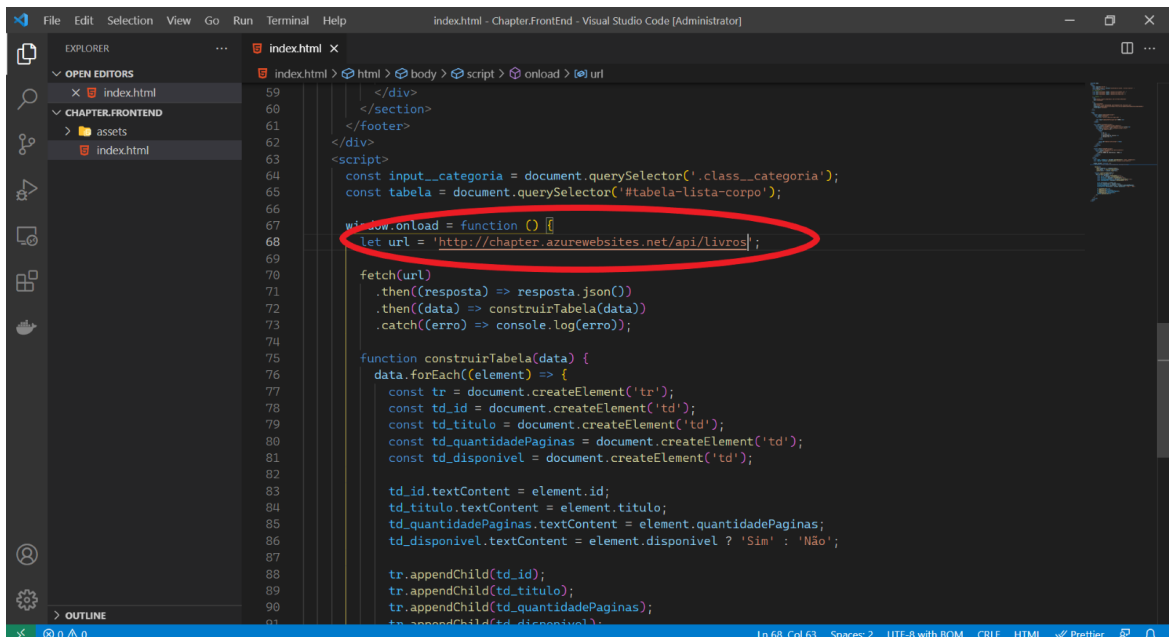 File Edit Selection View Go Run Terminal Help index.html - Chapter.FrontEnd - Visual Studio Code [Administrator]
EXPLORER
OPEN EDITORS
index.html
CHAPTER.FRONTEND
assets
index.html
OUTLINE
index.html
index.html > html > body > script > onload > url
59 </div>
60 </section>
61 </footer>
62 </div>
63 <script>
64 const input__categoria = document.querySelector('.class__categoria');
65 const tabela = document.querySelector('#tabela-lista-corpo');
66
67 window.onload = function () {
68 let url = 'http://chapter.azurewebsites.net/api/livros';
69
70 fetch(url)
71 .then((resposta) => resposta.json())
72 .then((data) => construirTabela(data))
73 .catch((erro) => console.log(erro));
74
75 function construirTabela(data) {
76 data.forEach((element) => {
77 const tr = document.createElement('tr');
78 const td_id = document.createElement('td');
79 const td_titulo = document.createElement('td');
80 const td_quantidadePaginas = document.createElement('td');
81 const td_disponivel = document.createElement('td');
82
83 td_id.textContent = element.id;
84 td_titulo.textContent = element.titulo;
85 td_quantidadePaginas.textContent = element.quantidadePaginas;
86 td_disponivel.textContent = element.disponivel ? 'Sim' : 'Não';
87
88 tr.appendChild(td_id);
89 tr.appendChild(td_titulo);
90 tr.appendChild(td_quantidadePaginas);
91 tr.appendChild(td_disponivel);
0 0 Ln 68, Col 63 Spaces: 2 UTF-8 with BOM CRLF HTML Prettier